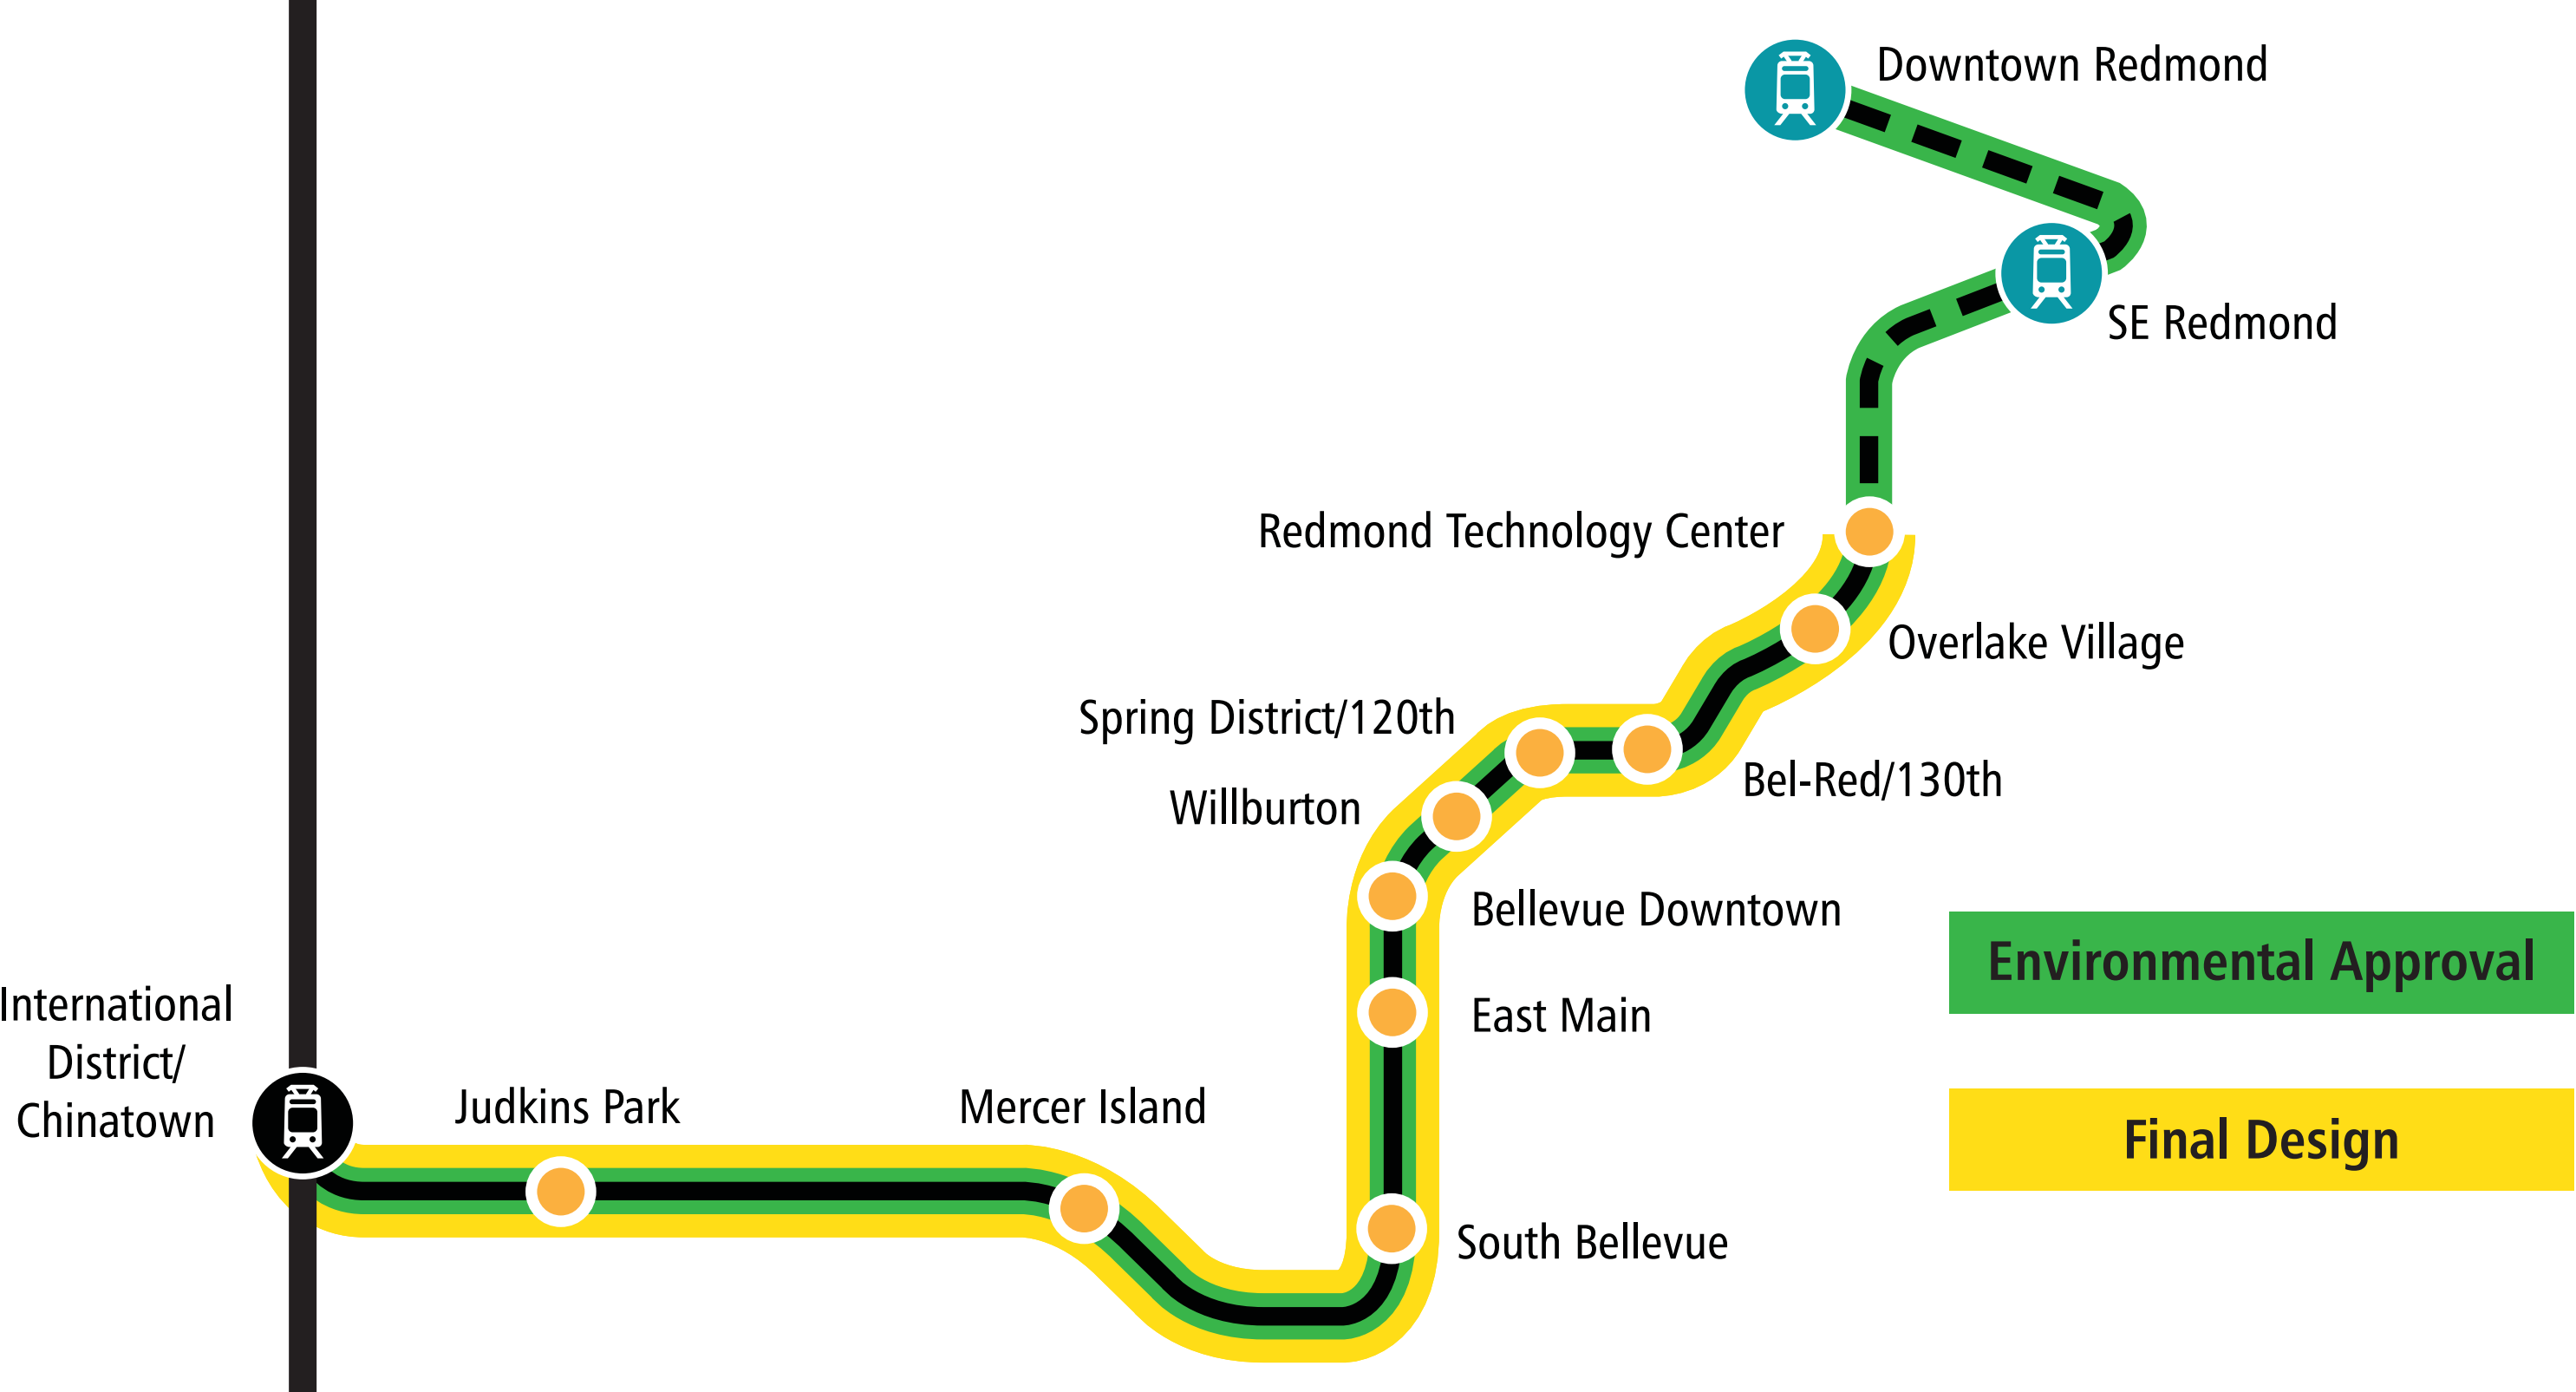 Downtown Redmond
SE Redmond
Redmond Technology Center
Overlake Village
Spring District/120th
Bel-Red/130th
Willburton
Bellevue Downtown
Environmental Approval
East Main
International
District/
Chinatown
Judkins Park
Mercer Island
Final Design
South Bellevue